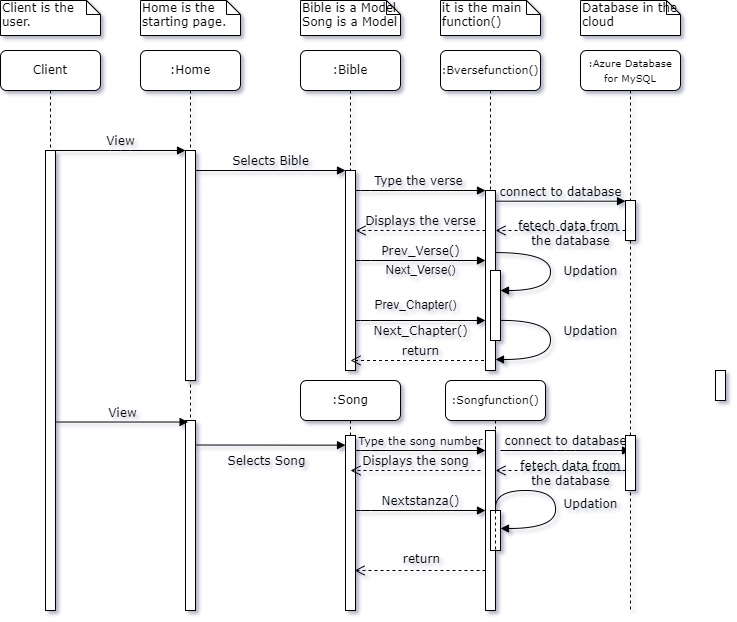 Client is the
user.
Home is the
starting page.
Bible is a Model
Song is a Model
it is the main
function()
Database in the
cloud
Client
:Home
:Bible
:Bversefunction()
:Azure Database
for MySQL
View
Selects Bible
Type the verse
connect to database
Displays the verse
fetech data from
the database
Prev_Verse()
Next_Verse()
Updation
Prev_Chapter()
Next_Chapter()
Updation
return
:Song
:Songfunction()
View
Selects Song
Type the song number
connect to database
Displays the song
fetech data from
the database
Nextstanza()
Updation
return